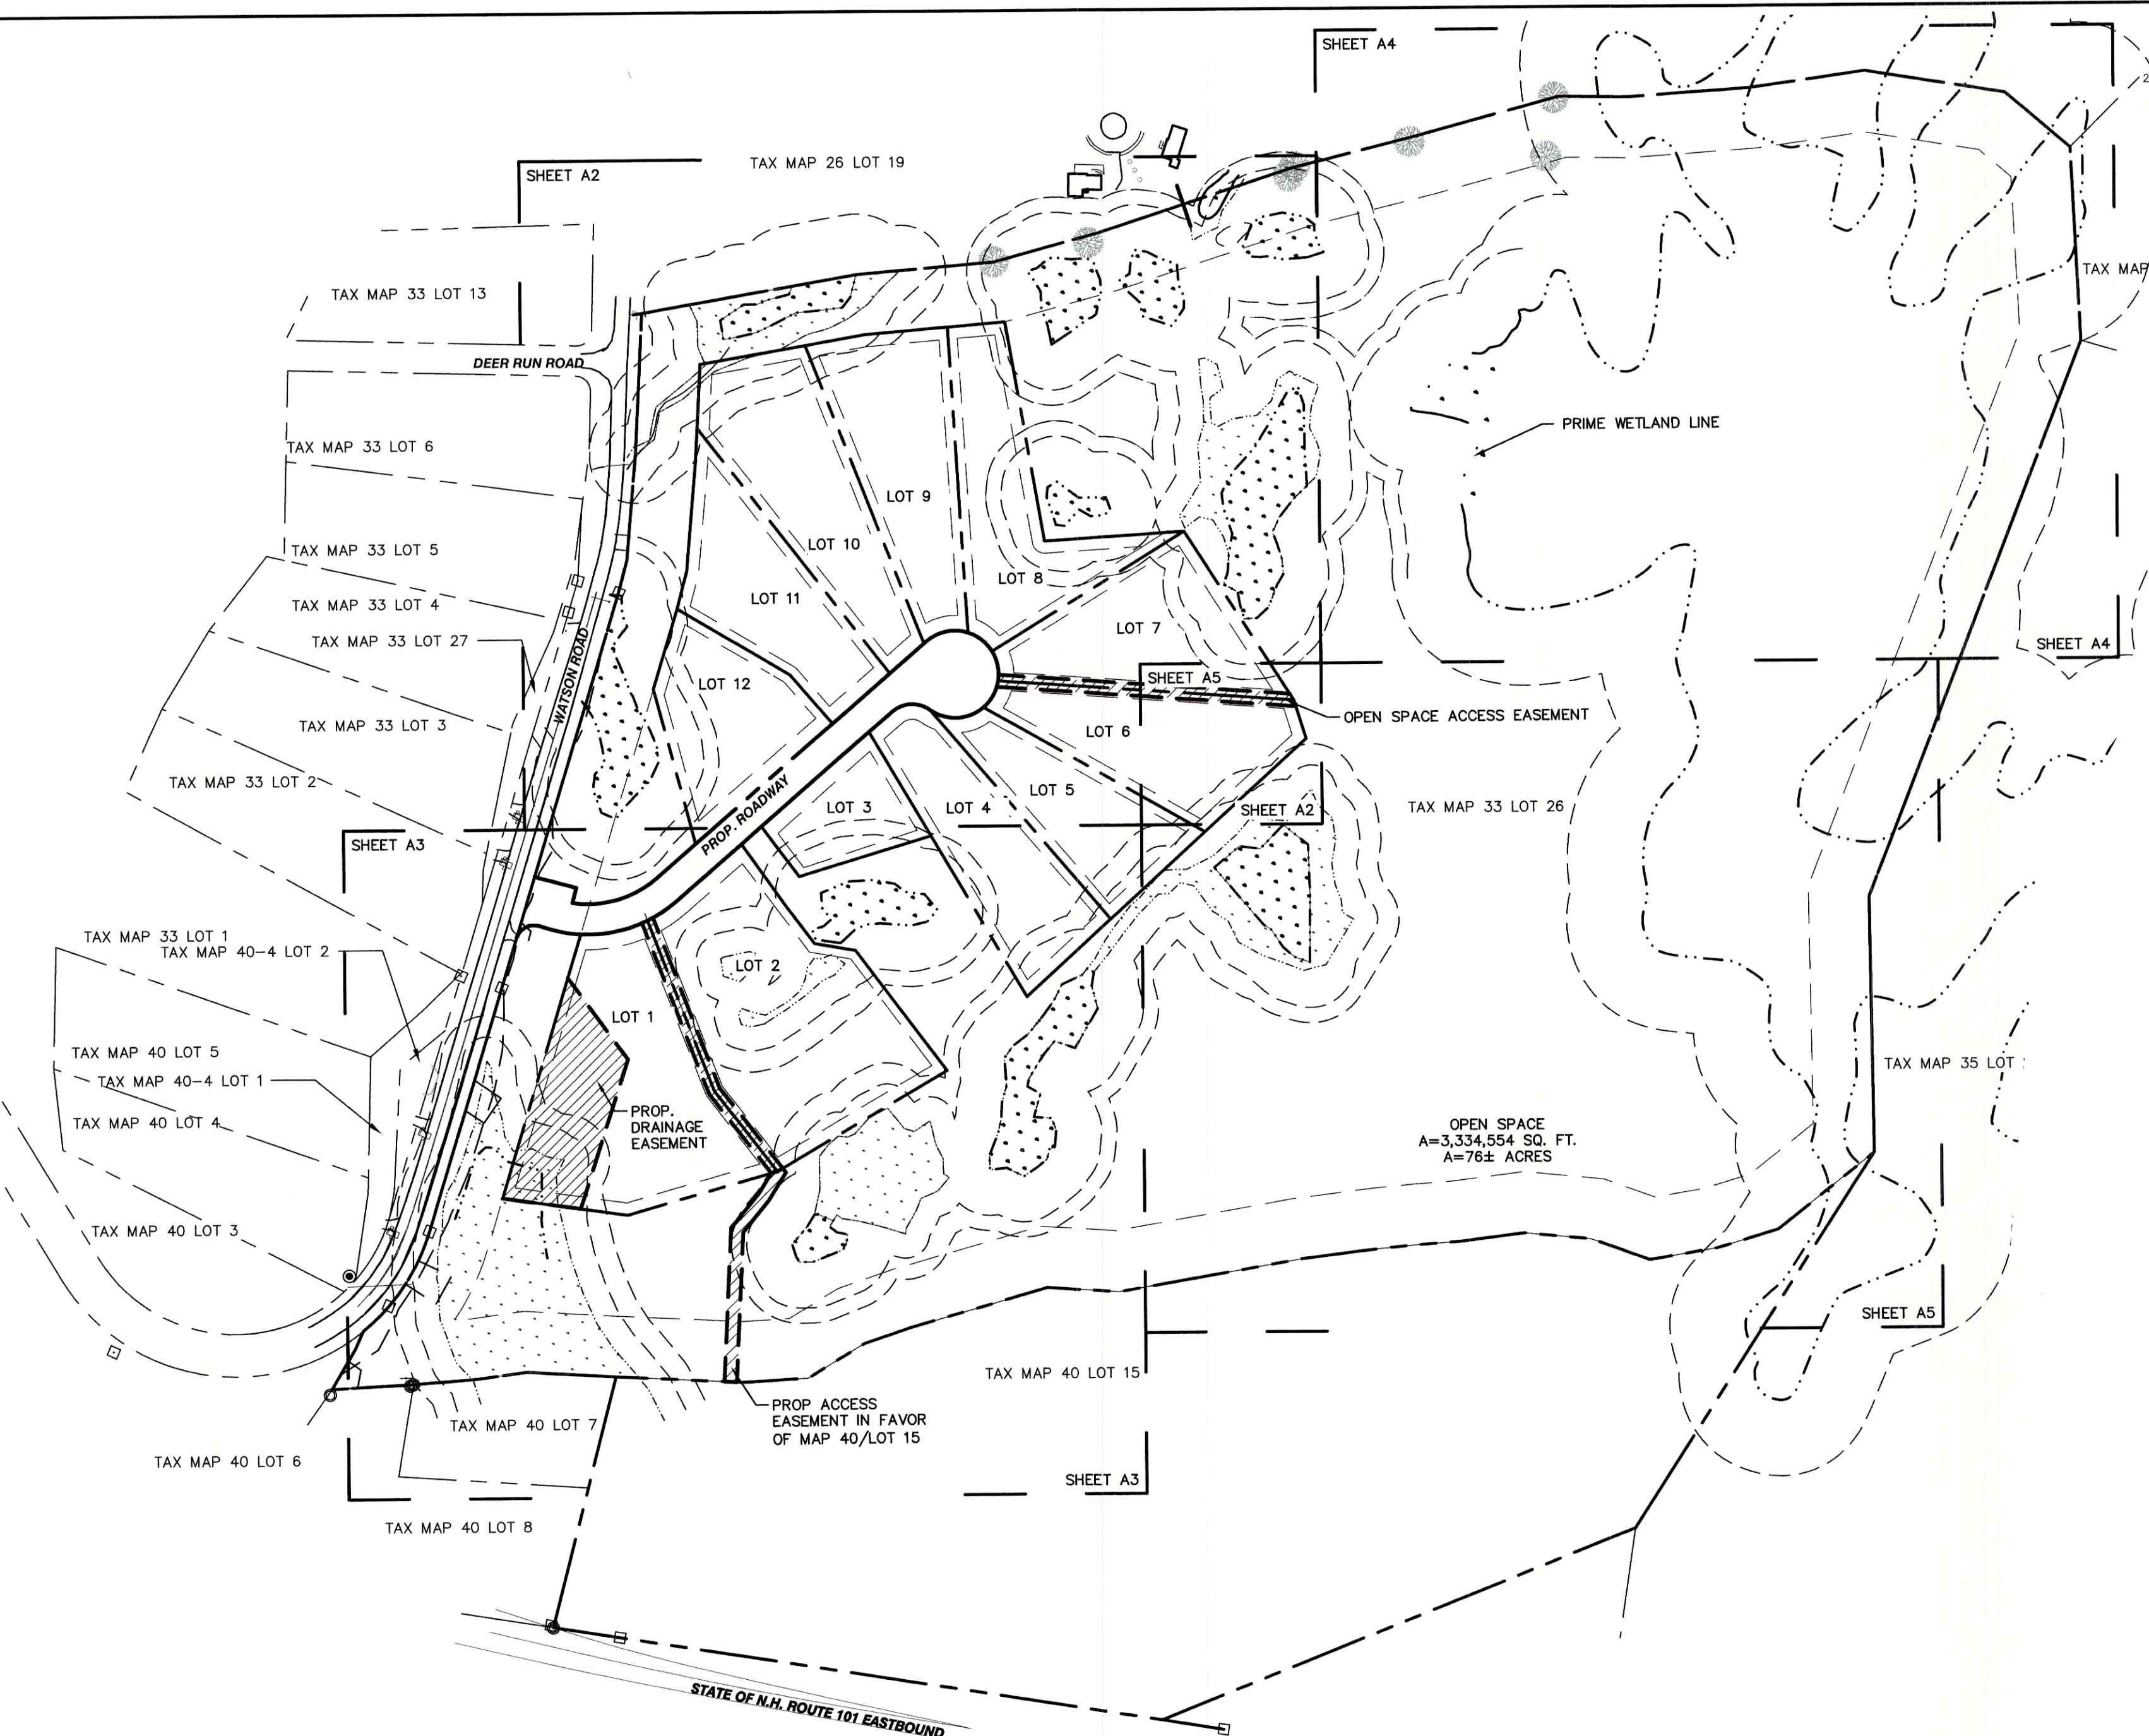 SHEET A4
TAX MAP 26 LOT 19
SHEET A2
TAX MAP 33 LOT 13
TAX MAP
DEER RUN ROAD
PRIME WETLAND LINE
TAX MAP 33 LOT 6
LOT 9
LOT 10
TAX MAP 33 LOT 5
LOT 8
LOT 11
TAX MAP 33 LOT 4
LOT 7
TAX MAP 33 LOT 27
SHEET A4
WATSON ROAD
SHEET A5
LOT 12
OPEN SPACE ACCESS EASEMENT
TAX MAP 33 LOT 3
LOT 6
TAX MAP 33 LOT 2
LOT 5
LOT 3
LOT 4
TAX MAP 33 LOT 26
SHEET A2
PROP. ROADWAY
SHEET A3
TAX MAP 33 LOT 1
TAX MAP 40-4 LOT 2
LOT 2
LOT 1
TAX MAP 40 LOT 5
TAX MAP 35 LOT
TAX MAP 40-4 LOT 1
PROP.
DRAINAGE
EASEMENT
TAX MAP 40 LOT 4
OPEN SPACE
A=3,334,554 SQ. FT.
A=76± ACRES
TAX MAP 40 LOT 3
SHEET A5
TAX MAP 40 LOT 15
PROP ACCESS
EASEMENT IN FAVOR
OF MAP 40/LOT 15
TAX MAP 40 LOT 7
TAX MAP 40 LOT 6
SHEET A3
TAX MAP 40 LOT 8
STATE OF N.H. ROUTE 101 EASTBOUND